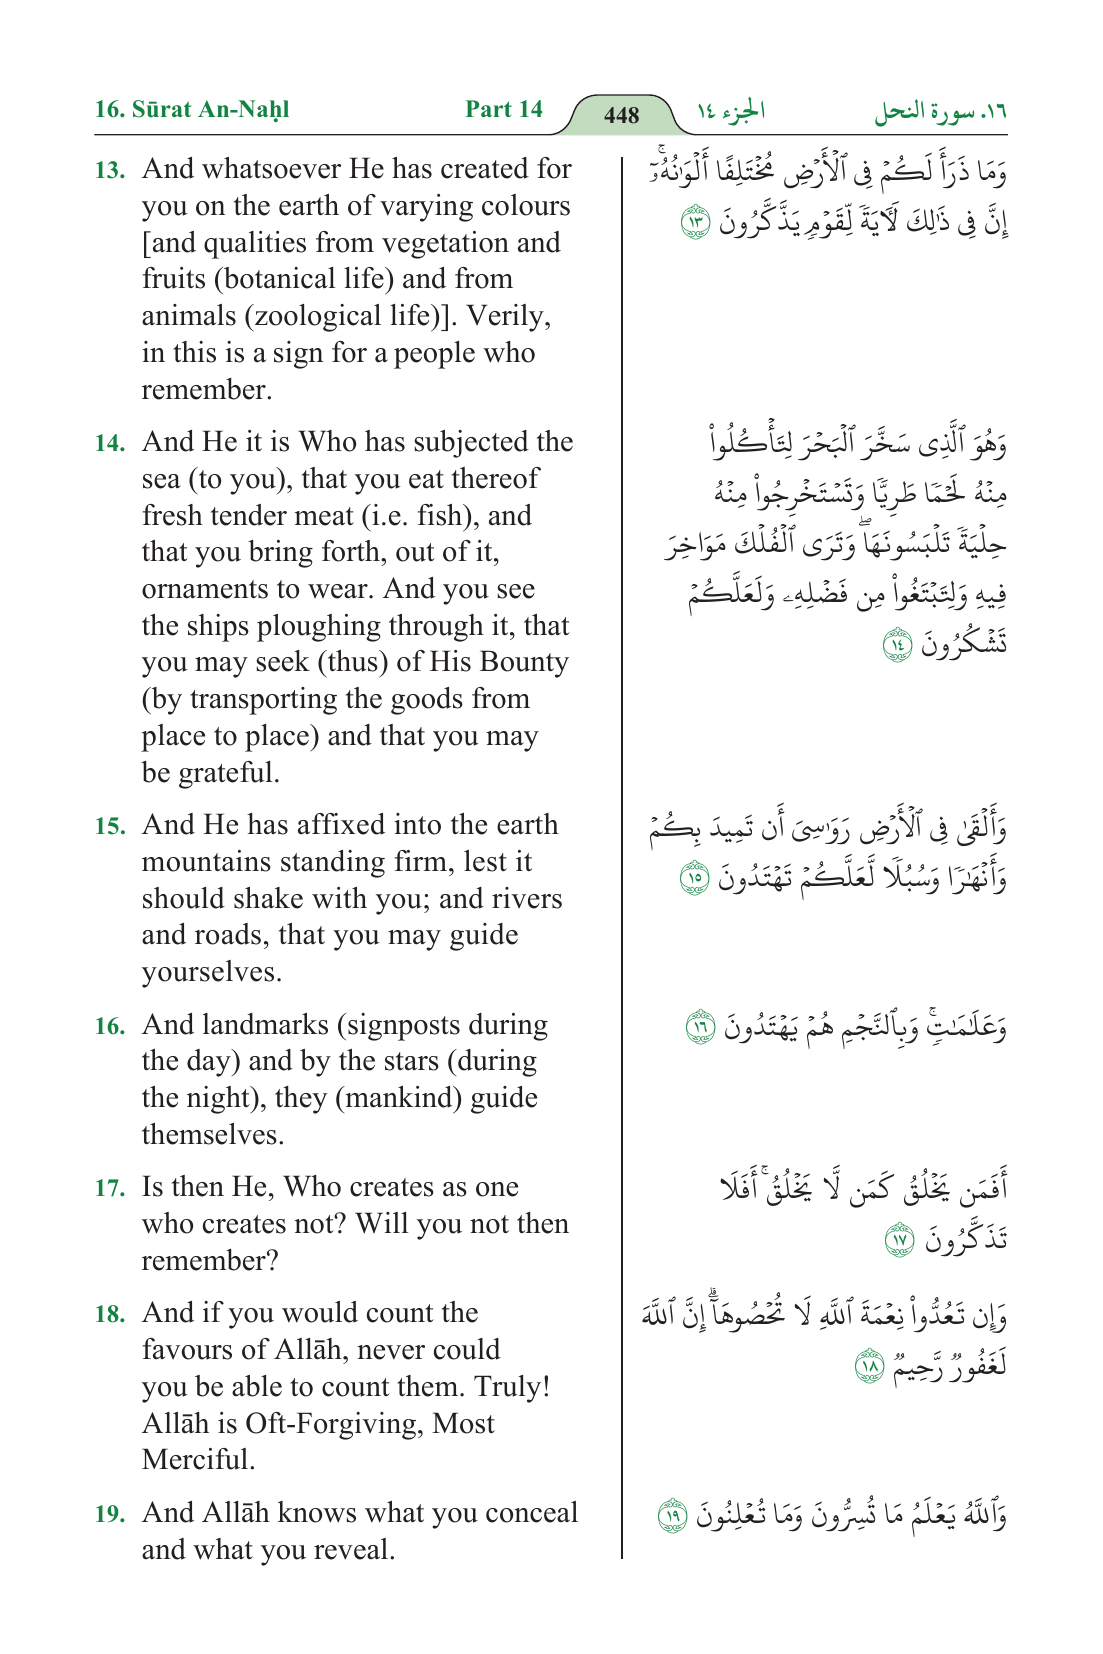 16. Sūrat An-Naḥl Part 14 448 الجزء ١٤ ١٦. سورة النحل
13. And whatsoever He has created for
you on the earth of varying colours
[and qualities from vegetation and
fruits (botanical life) and from
animals (zoological life)]. Verily,
in this is a sign for a people who
remember.
14. And He it is Who has subjected the
sea (to you), that you eat thereof
fresh tender meat (i.e. fish), and
that you bring forth, out of it,
ornaments to wear. And you see
the ships ploughing through it, that
you may seek (thus) of His Bounty
(by transporting the goods from
place to place) and that you may
be grateful.
15. And He has affixed into the earth
mountains standing firm, lest it
should shake with you; and rivers
and roads, that you may guide
yourselves.
16. And landmarks (signposts during
the day) and by the stars (during
the night), they (mankind) guide
themselves.
17. Is then He, Who creates as one
who creates not? Will you not then
remember?
18. And if you would count the
favours of Allāh, never could
you be able to count them. Truly!
Allāh is Oft-Forgiving, Most
Merciful.
19. And Allāh knows what you conceal
and what you reveal.
وَمَا ذَرَأَ لَكُمْ فِى ٱلْأَرْضِ مُخْتَلِفًا أَلْوَٰنُهُۥٓ ۚ
إِنَّ فِى ذَٰلِكَ لَـَٔايَةً لِّقَوْمٍ يَذَّكَّرُونَ ١٣
وَهُوَ ٱلَّذِى سَخَّرَ ٱلْبَحْرَ لِتَأْكُلُوا۟
مِنْهُ لَحْمًا طَرِيًّا وَتَسْتَخْرِجُوا۟ مِنْهُ
حِلْيَةً تَلْبَسُونَهَا ۖ وَتَرَى ٱلْفُلْكَ مَوَاخِرَ
فِيهِ وَلِتَبْتَغُوا۟ مِن فَضْلِهِۦ وَلَعَلَّكُمْ
تَشْكُرُونَ ١٤
وَأَلْقَىٰ فِى ٱلْأَرْضِ رَوَٰسِىَ أَن تَمِيدَ بِكُمْ
وَأَنْهَٰرًا وَسُبُلًا لَّعَلَّكُمْ تَهْتَدُونَ ١٥
وَعَلَٰمَٰتٍ ۚ وَبِٱلنَّجْمِ هُمْ يَهْتَدُونَ ١٦
أَفَمَن يَخْلُقُ كَمَن لَّا يَخْلُقُ ۚ أَفَلَا
تَذَكَّرُونَ ١٧
وَإِن تَعُدُّوا۟ نِعْمَةَ ٱللَّهِ لَا تُحْصُوهَآ ۗ إِنَّ ٱللَّهَ
لَغَفُورٌ رَّحِيمٌ ١٨
وَٱللَّهُ يَعْلَمُ مَا تُسِرُّونَ وَمَا تُعْلِنُونَ ١٩